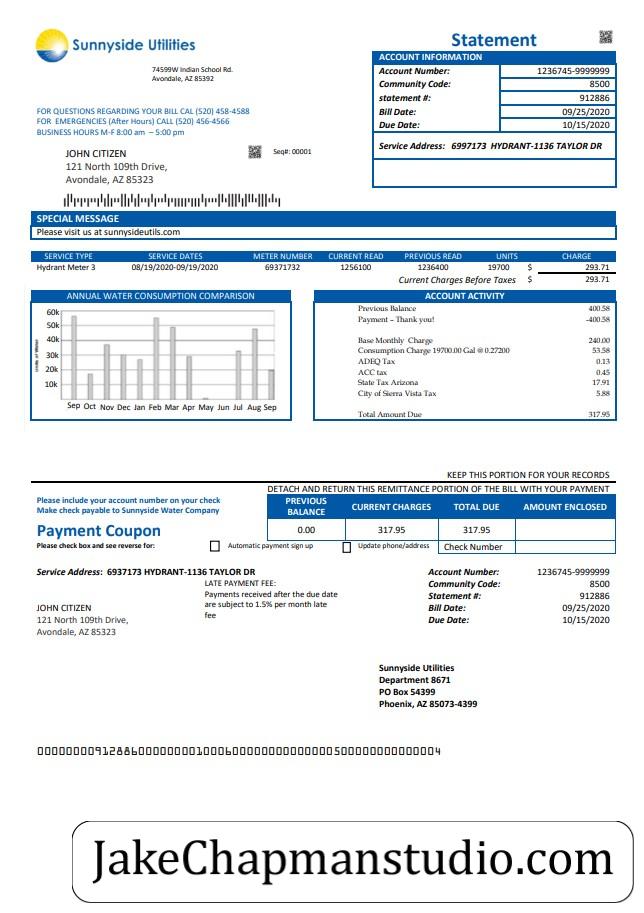 Sunnyside Utilities
Statement
74599W Indian School Rd.
Avondale, AZ 85392
ACCOUNT INFORMATION
Account Number: 1236745-9999999
Community Code: 8500
statement #: 912886
Bill Date: 09/25/2020
Due Date: 10/15/2020
Service Address: 6997173 HYDRANT-1136 TAYLOR DR
FOR QUESTIONS REGARDING YOUR BILL CAL (520) 458-4588
FOR EMERGENCIES (After Hours) CALL (520) 456-4566
BUSINESS HOURS M-F 8:00 am – 5:00 pm
JOHN CITIZEN
121 North 109th Drive,
Avondale, AZ 85323
Seq#: 00001
SPECIAL MESSAGE
Please visit us at sunnysideutils.com
SERVICE TYPE SERVICE DATES METER NUMBER CURRENT READ PREVIOUS READ UNITS $ CHARGE
Hydrant Meter 3 08/19/2020-09/19/2020 69371732 1256100 1236400 19700 293.71
Current Charges Before Taxes $ 293.71
ANNUAL WATER CONSUMPTION COMPARISON
60k
50k
40k
30k
20k
10k
Sep Oct Nov Dec Jan Feb Mar Apr May Jun Jul Aug Sep
ACCOUNT ACTIVITY
Previous Balance 400.58
Payment – Thank you! -400.58
Base Monthly Charge 240.00
Consumption Charge 19700.00 Gal @ 0.27200 53.58
ADEQ Tax 0.13
ACC tax 0.45
State Tax Arizona 17.91
City of Sierra Vista Tax 5.88
Total Amount Due 317.95
KEEP THIS PORTION FOR YOUR RECORDS
DETACH AND RETURN THIS REMITTANCE PORTION OF THE BILL WITH YOUR PAYMENT
Please include your account number on your check
Make check payable to Sunnyside Water Company
Payment Coupon
PREVIOUS BALANCE CURRENT CHARGES TOTAL DUE AMOUNT ENCLOSED
0.00 317.95 317.95
Please check box and see reverse for: Automatic payment sign up Update phone/address Check Number
Service Address: 6937173 HYDRANT-1136 TAYLOR DR
LATE PAYMENT FEE:
Payments received after the due date
are subject to 1.5% per month late
fee
JOHN CITIZEN
121 North 109th Drive,
Avondale, AZ 85323
Account Number: 1236745-9999999
Community Code: 8500
Statement #: 912886
Bill Date: 09/25/2020
Due Date: 10/15/2020
Sunnyside Utilities
Department 8671
PO Box 54399
Phoenix, AZ 85073-4399
JakeChapmanstudio.com